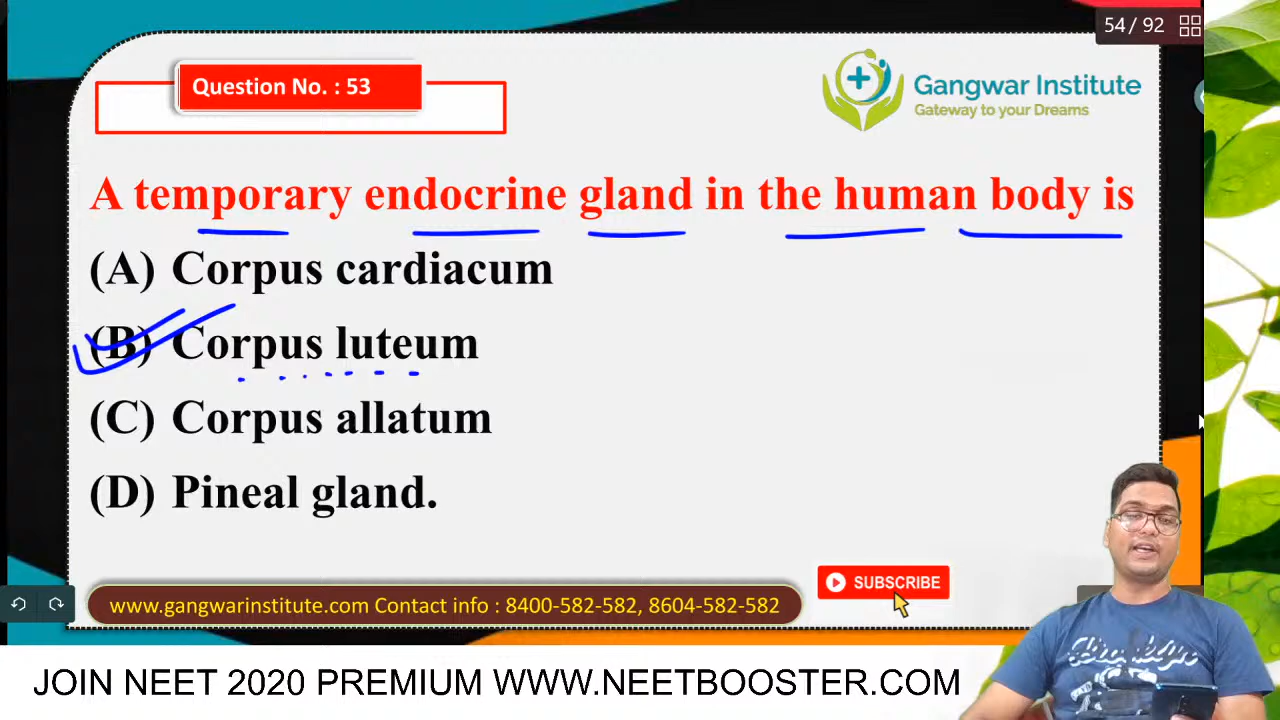 54 / 92
Question No. : 53
Gangwar Institute
Gateway to your Dreams
A temporary endocrine gland in the human body is
(A) Corpus cardiacum
(B) Corpus luteum
(C) Corpus allatum
(D) Pineal gland.
SUBSCRIBE
www.gangwarinstitute.com Contact info : 8400-582-582, 8604-582-582
JOIN NEET 2020 PREMIUM WWW.NEETBOOSTER.COM